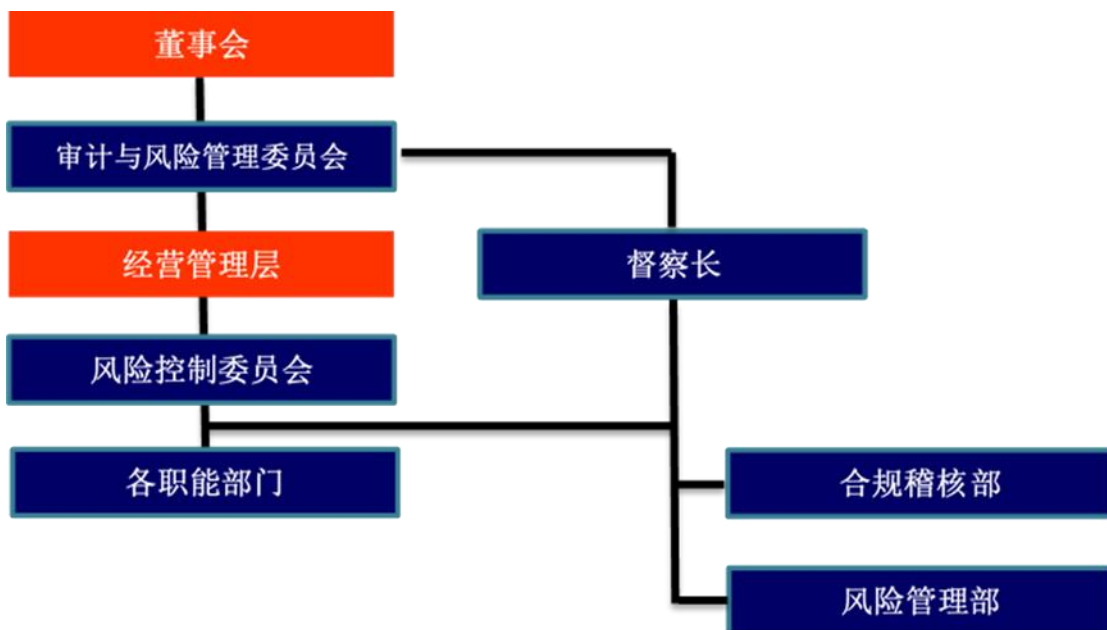 董事会
审计与风险管理委员会
经营管理层
督察长
风险控制委员会
各职能部门
合规稽核部
风险管理部